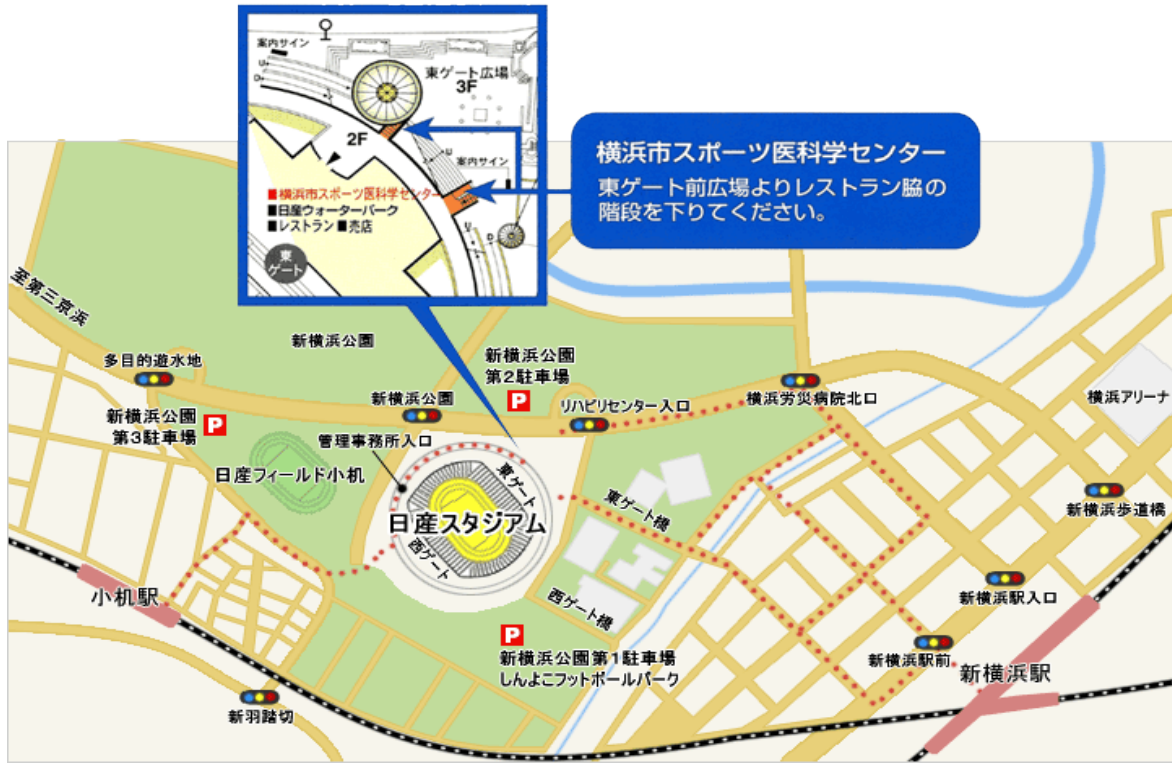 案内サイン
U
D
東ゲート広場
3F
2F
U
D
案内サイン
■横浜市スポーツ医科学センター
■日産ウォーターパーク
■レストラン■売店
U
D
東
ゲート
横浜市スポーツ医科学センター
東ゲート前広場よりレストラン脇の
階段を下りてください。
至第三京浜
多目的遊水地
新横浜公園
新横浜公園
第2駐車場
P
新横浜公園
リハビリセンター入口
横浜労災病院北口
横浜アリーナ
新横浜公園
第3駐車場
P
管理事務所入口
日産フィールド小机
東ゲート
日産スタジアム
西ゲート
東ゲート橋
新横浜歩道橋
小机駅
西ゲート橋
新横浜駅入口
P
新横浜公園第1駐車場
しんよこフットボールパーク
新横浜駅前
新横浜駅
新羽踏切